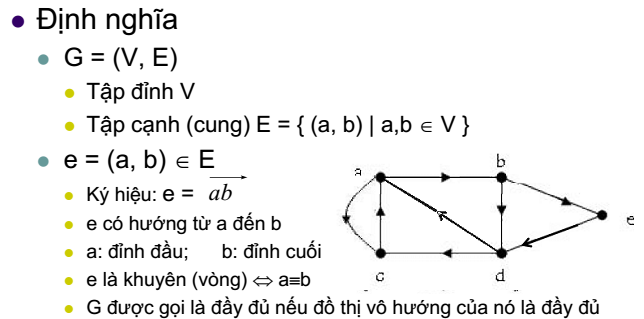 Định nghĩa
G = (V, E)
Tập đỉnh V
Tập cạnh (cung) E = { (a, b) | a,b ∈ V }
e = (a, b) ∈ E
Ký hiệu: e = ab
e có hướng từ a đến b
a: đỉnh đầu; b: đỉnh cuối
e là khuyên (vòng) ⇔ a≡b
G được gọi là đầy đủ nếu đồ thị vô hướng của nó là đầy đủ
a
b
e
c
d